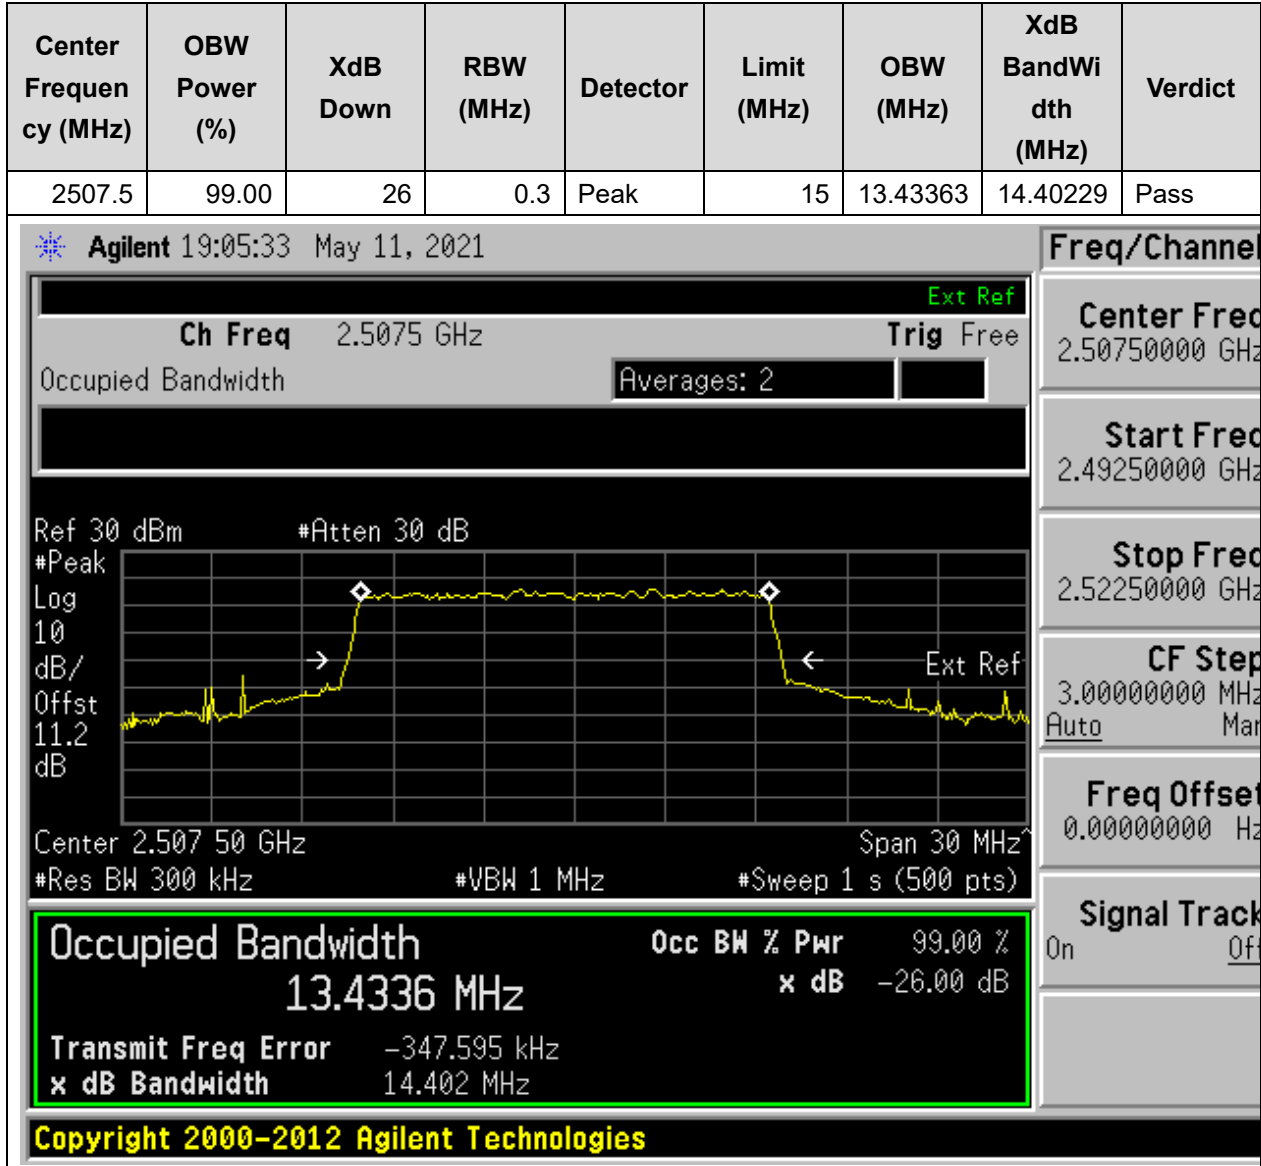 Center Frequen cy (MHz) | OBW Power (%) | XdB Down | RBW (MHz) | Detector | Limit (MHz) | OBW (MHz) | XdB BandWi dth (MHz) | Verdict
2507.5 | 99.00 | 26 | 0.3 | Peak | 15 | 13.43363 | 14.40229 | Pass
Agilent 19:05:33 May 11, 2021
Freq/Channel
Ext Ref
Ch Freq 2.5075 GHz Trig Free
Occupied Bandwidth Averages: 2
Center Freq
2.50750000 GHz
Start Freq
2.49250000 GHz
Stop Freq
2.52250000 GHz
CF Step
3.00000000 MHz
Auto Man
Freq Offset
0.00000000 Hz
Signal Track
On Off
Ref 30 dBm #Atten 30 dB
#Peak
Log
10
dB/
Offst
11.2
dB
Ext Ref
Center 2.507 50 GHz Span 30 MHz^
#Res BW 300 kHz #VBW 1 MHz #Sweep 1 s (500 pts)
Occupied Bandwidth Occ BW % Pwr 99.00 %
13.4336 MHz x dB -26.00 dB
Transmit Freq Error -347.595 kHz
x dB Bandwidth 14.402 MHz
Copyright 2000-2012 Agilent Technologies